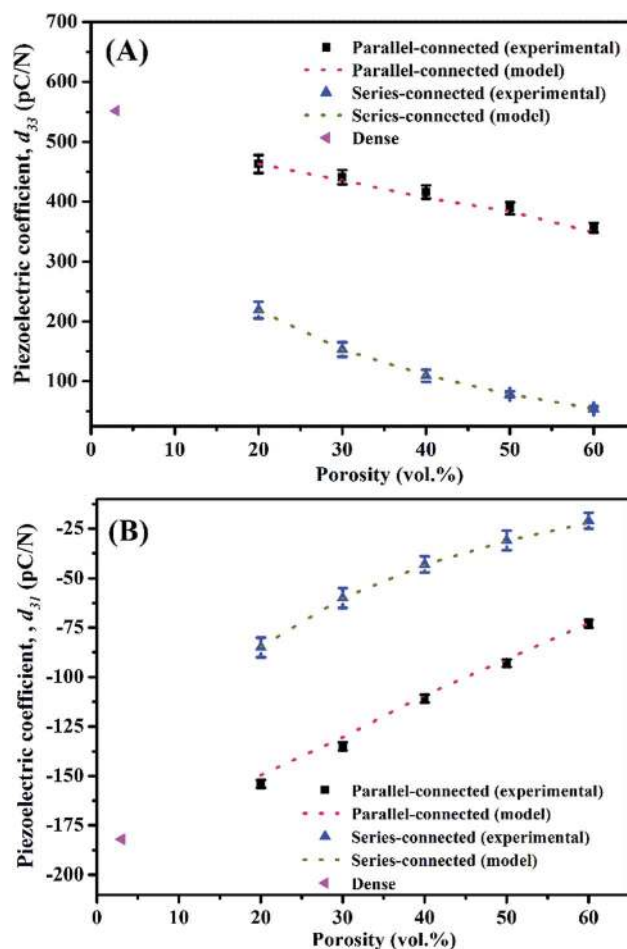 (A)
Parallel-connected (experimental)
Parallel-connected (model)
Series-connected (experimental)
Series-connected (model)
Dense
700
600
500
400
300
200
100
Piezoelectric coefficient, d33 (pC/N)
0 10 20 30 40 50 60
Porosity (vol.%)
(B)
-25
-50
-75
-100
-125
-150
-175
-200
Piezoelectric coefficient, , d31 (pC/N)
Parallel-connected (experimental)
Parallel-connected (model)
Series-connected (experimental)
Series-connected (model)
Dense
0 10 20 30 40 50 60
Porosity (vol.%)